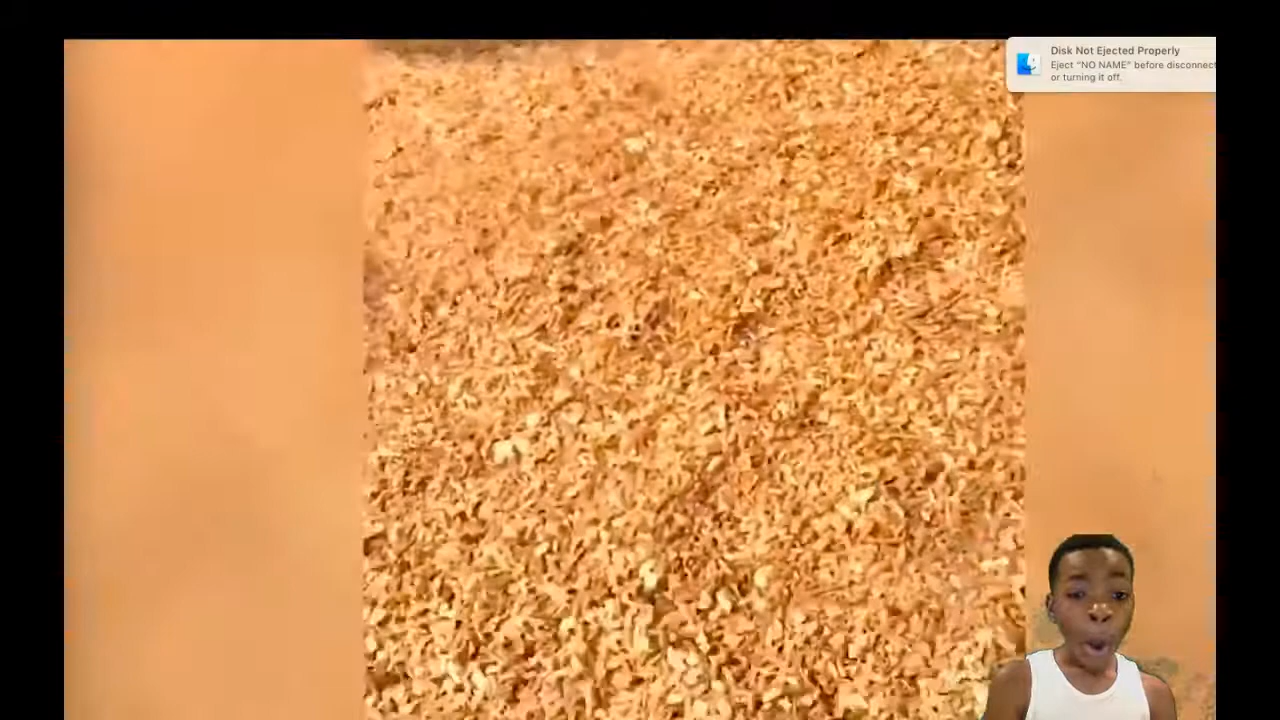 Disk Not Ejected Properly
Eject "NO NAME" before disconnect
or turning it off.